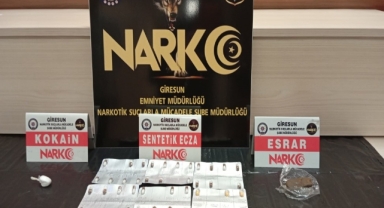 NARKO
GİRESUN
EMNİYET MÜDÜRLÜĞÜ
NARKOTİK SUÇLARLA MÜCADELE ŞUBE MÜDÜRLÜĞÜ
GİRESUN
KOKAİN
NARKO
GİRESUN
SENTETİK ECZA
NARKO
GİRESUN
ESRAR
NARKO